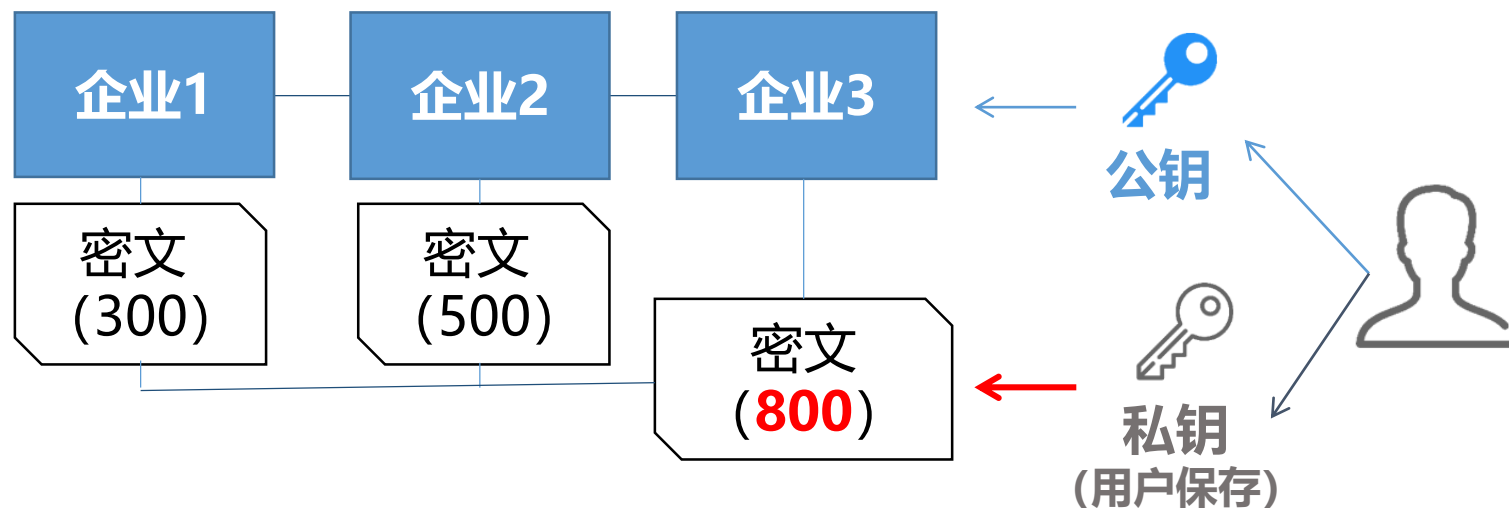 企业1
企业2
企业3
公钥
密文
(300)
密文
(500)
密文
(800)
私钥
(用户保存)